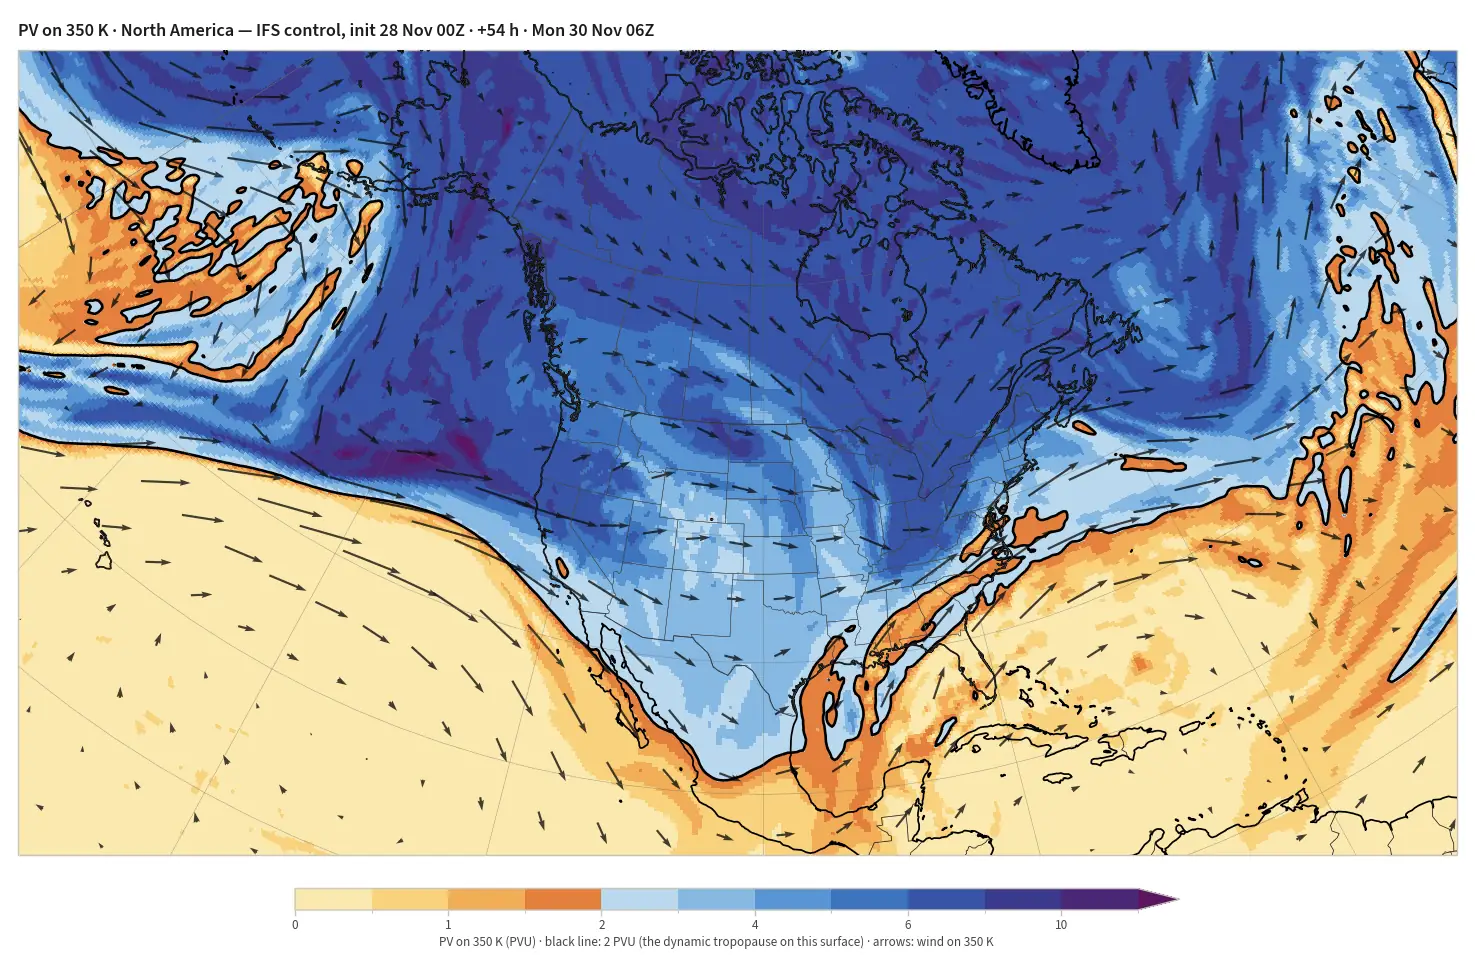 PV on 350 K · North America — IFS control, init 28 Nov 00Z · +54 h · Mon 30 Nov 06Z
0 1 2 4 6 10
PV on 350 K (PVU) · black line: 2 PVU (the dynamic tropopause on this surface) · arrows: wind on 350 K